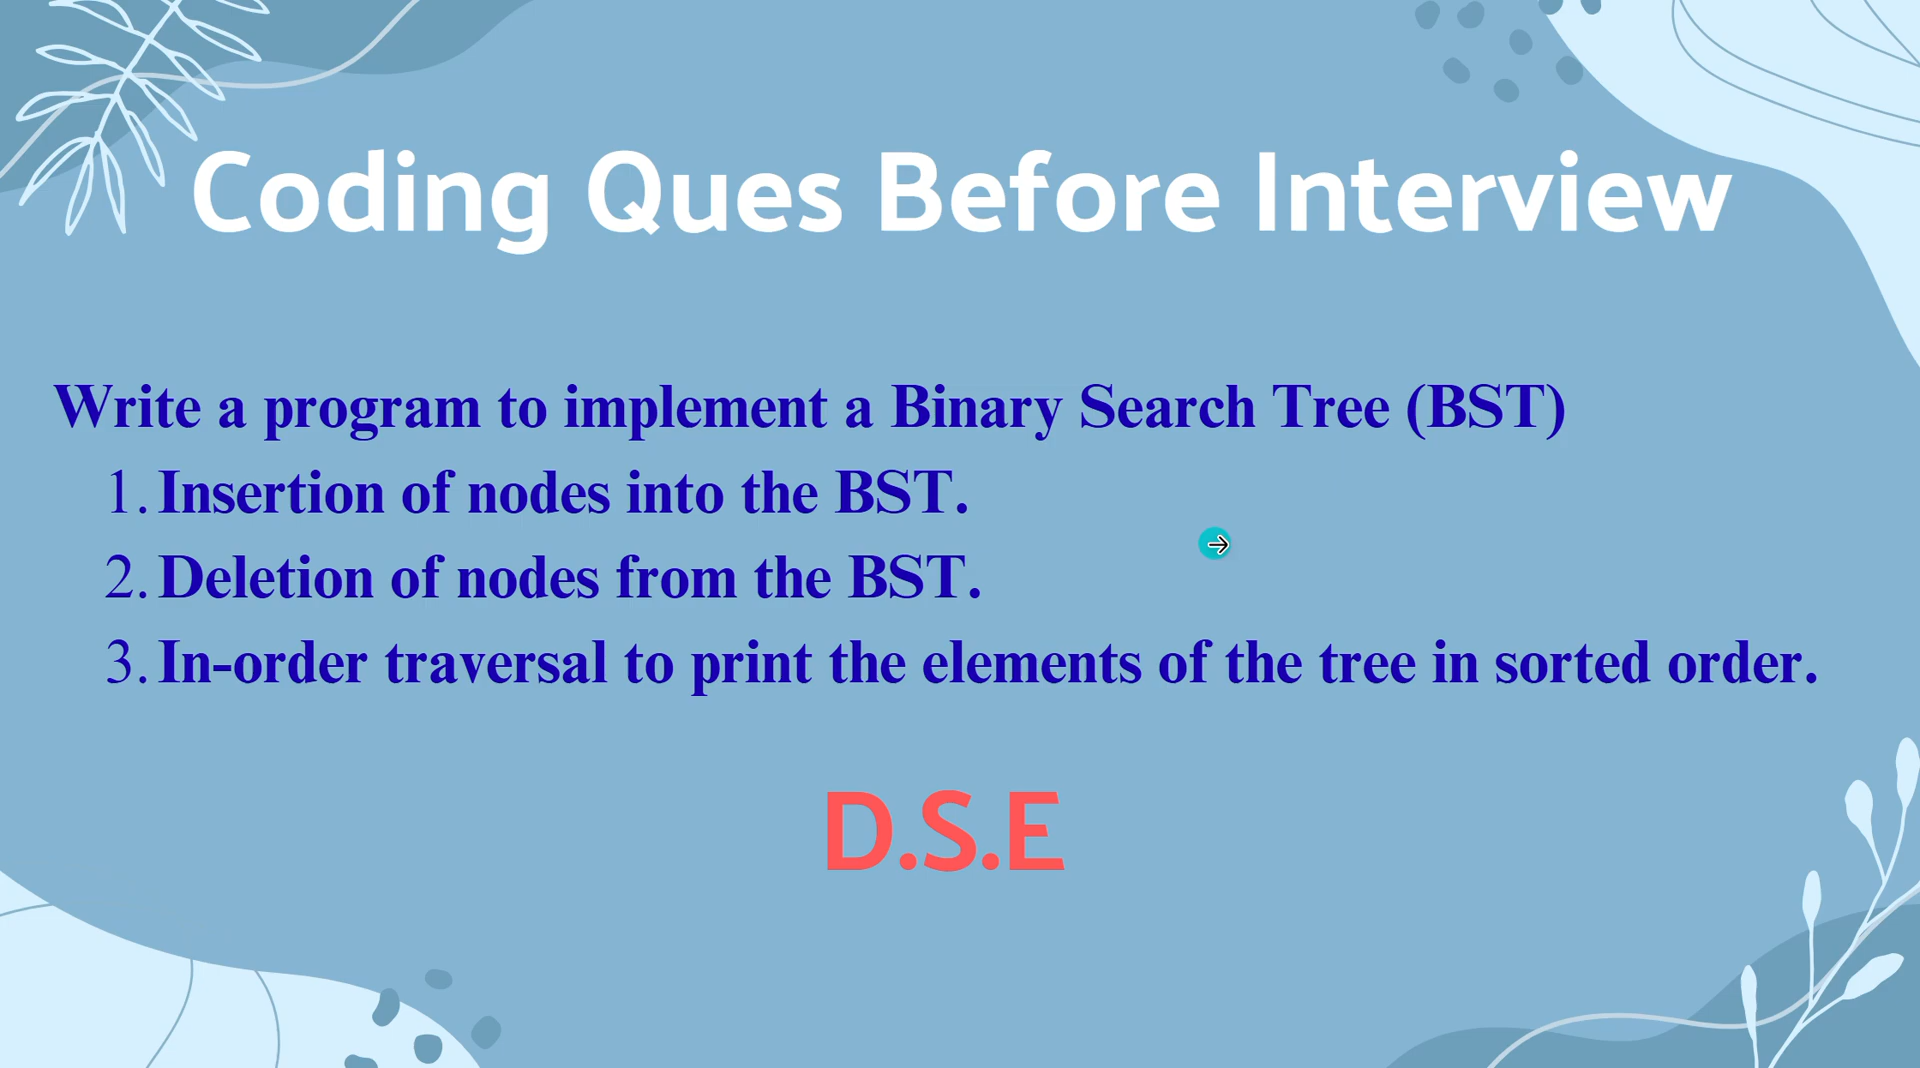 Coding Ques Before Interview
Write a program to implement a Binary Search Tree (BST)
1. Insertion of nodes into the BST.
2. Deletion of nodes from the BST.
3. In-order traversal to print the elements of the tree in sorted order.
D.S.E